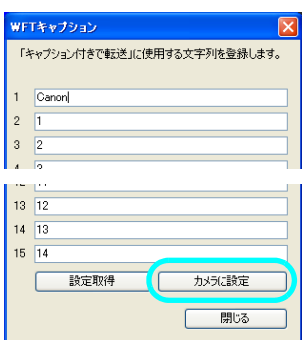 WFTキャプション
「キャプション付きで転送」に使用する文字列を登録します。
1 Canon
2 1
3 2
13 12
14 13
15 14
設定取得 カメラに設定
閉じる